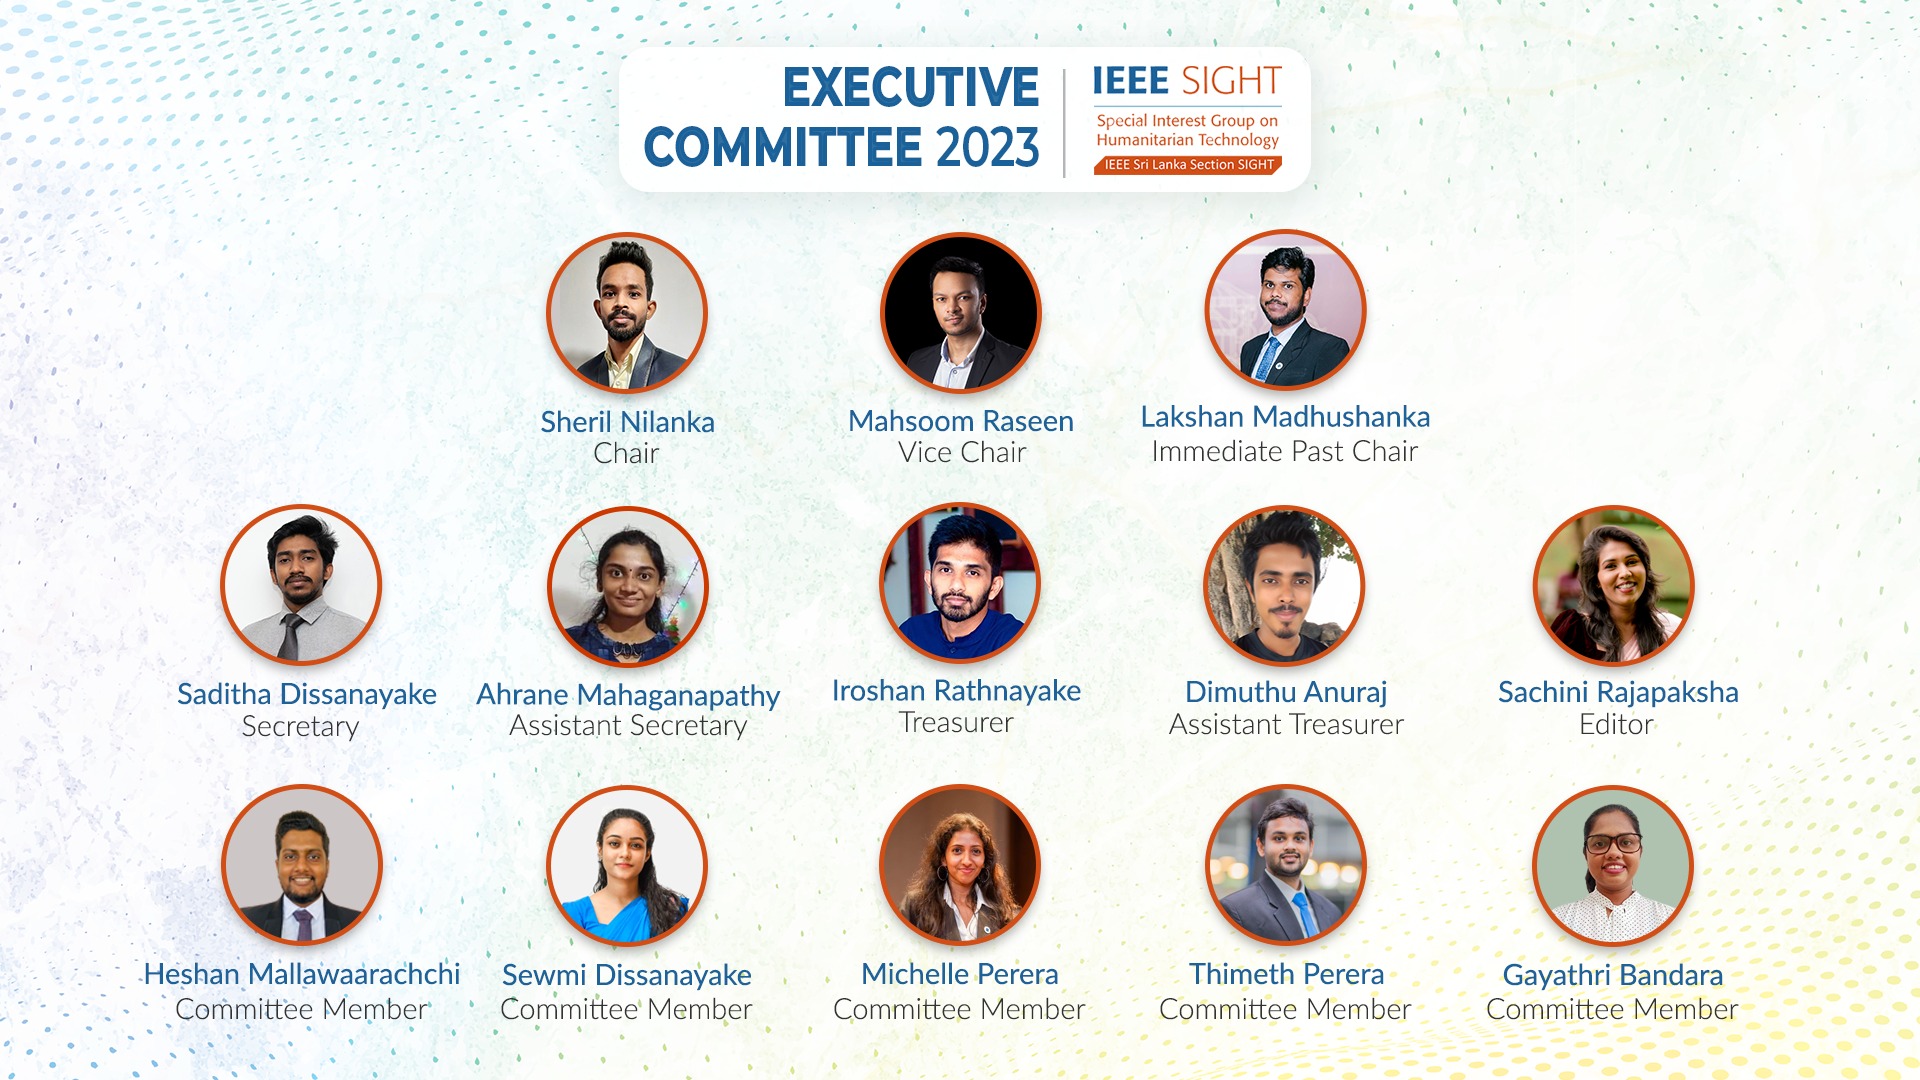 EXECUTIVE
COMMITTEE 2023
IEEE SIGHT
Special Interest Group on
Humanitarian Technology
IEEE Sri Lanka Section SIGHT
Sheril Nilanka
Chair
Mahsoom Raseen
Vice Chair
Lakshan Madhushanka
Immediate Past Chair
Saditha Dissanayake
Secretary
Ahrane Mahaganapathy
Assistant Secretary
Iroshan Rathnayake
Treasurer
Dimuthu Anuraj
Assistant Treasurer
Sachini Rajapaksha
Editor
Heshan Mallawaarachchi
Committee Member
Sewmi Dissanayake
Committee Member
Michelle Perera
Committee Member
Thimeth Perera
Committee Member
Gayathri Bandara
Committee Member